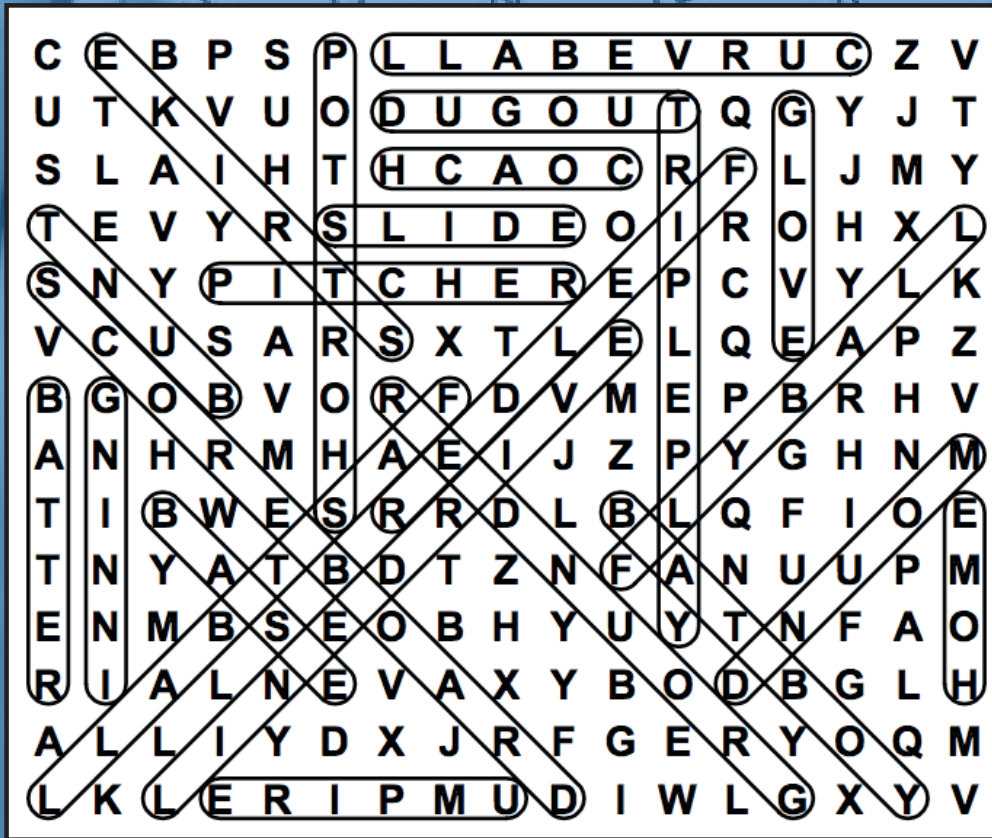 C E B P S P L L A B E V R U C Z V
U T K V U O D U G O U T Q G Y J T
S L A I H T H C A O C R F L J M Y
T E V Y R S L I D E O I R O H X L
S N Y P I T C H E R E P C V Y L K
V C U S A R S X T L E L Q E A P Z
B G O B V O R F D V M E P B R H V
A N H R M H A E I J Z P Y G H N M
T I B W E S R R D L B L Q F I O E
T N Y A T B D T Z N F A N U U P M
E N M B S E O B H Y U Y T N F A O
R I A L N E V A X Y B O D B G L H
A L L I Y D X J R F G E R Y O Q M
L K L E R I P M U D I W L G X Y V